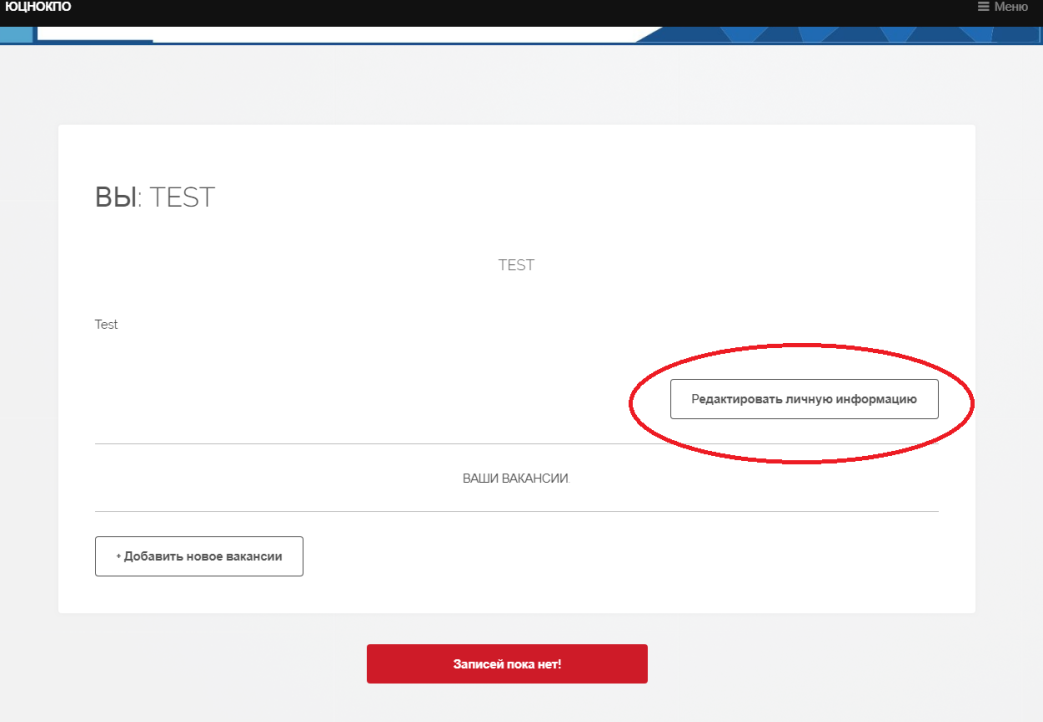 ЮЦНОКПО
☰ Меню
ВЫ: TEST
TEST
Test
Редактировать личную информацию
ВАШИ ВАКАНСИИ
+ Добавить новое вакансии
Записей пока нет!